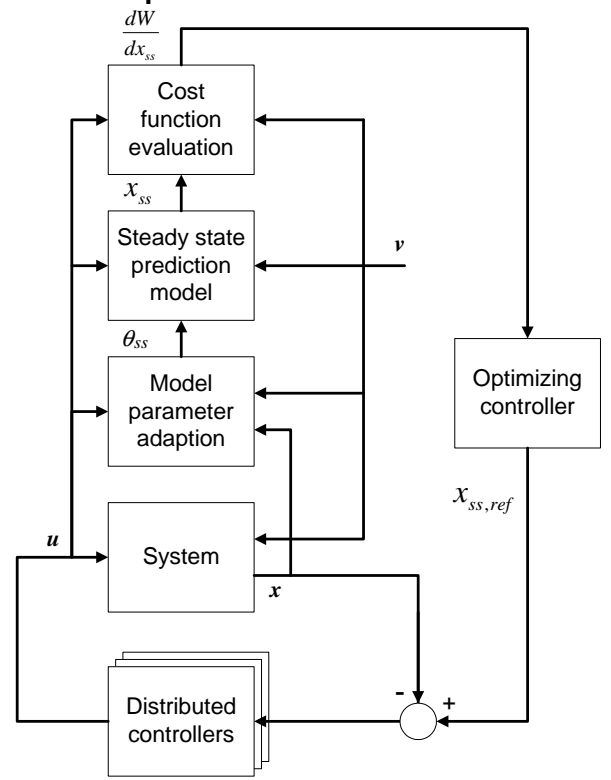 dW
dx_ss
Cost
function
evaluation
x_ss
Steady state
prediction
model
v
θ_ss
Model
parameter
adaption
Optimizing
controller
x_ss,ref
u
System
x
- +
Distributed
controllers